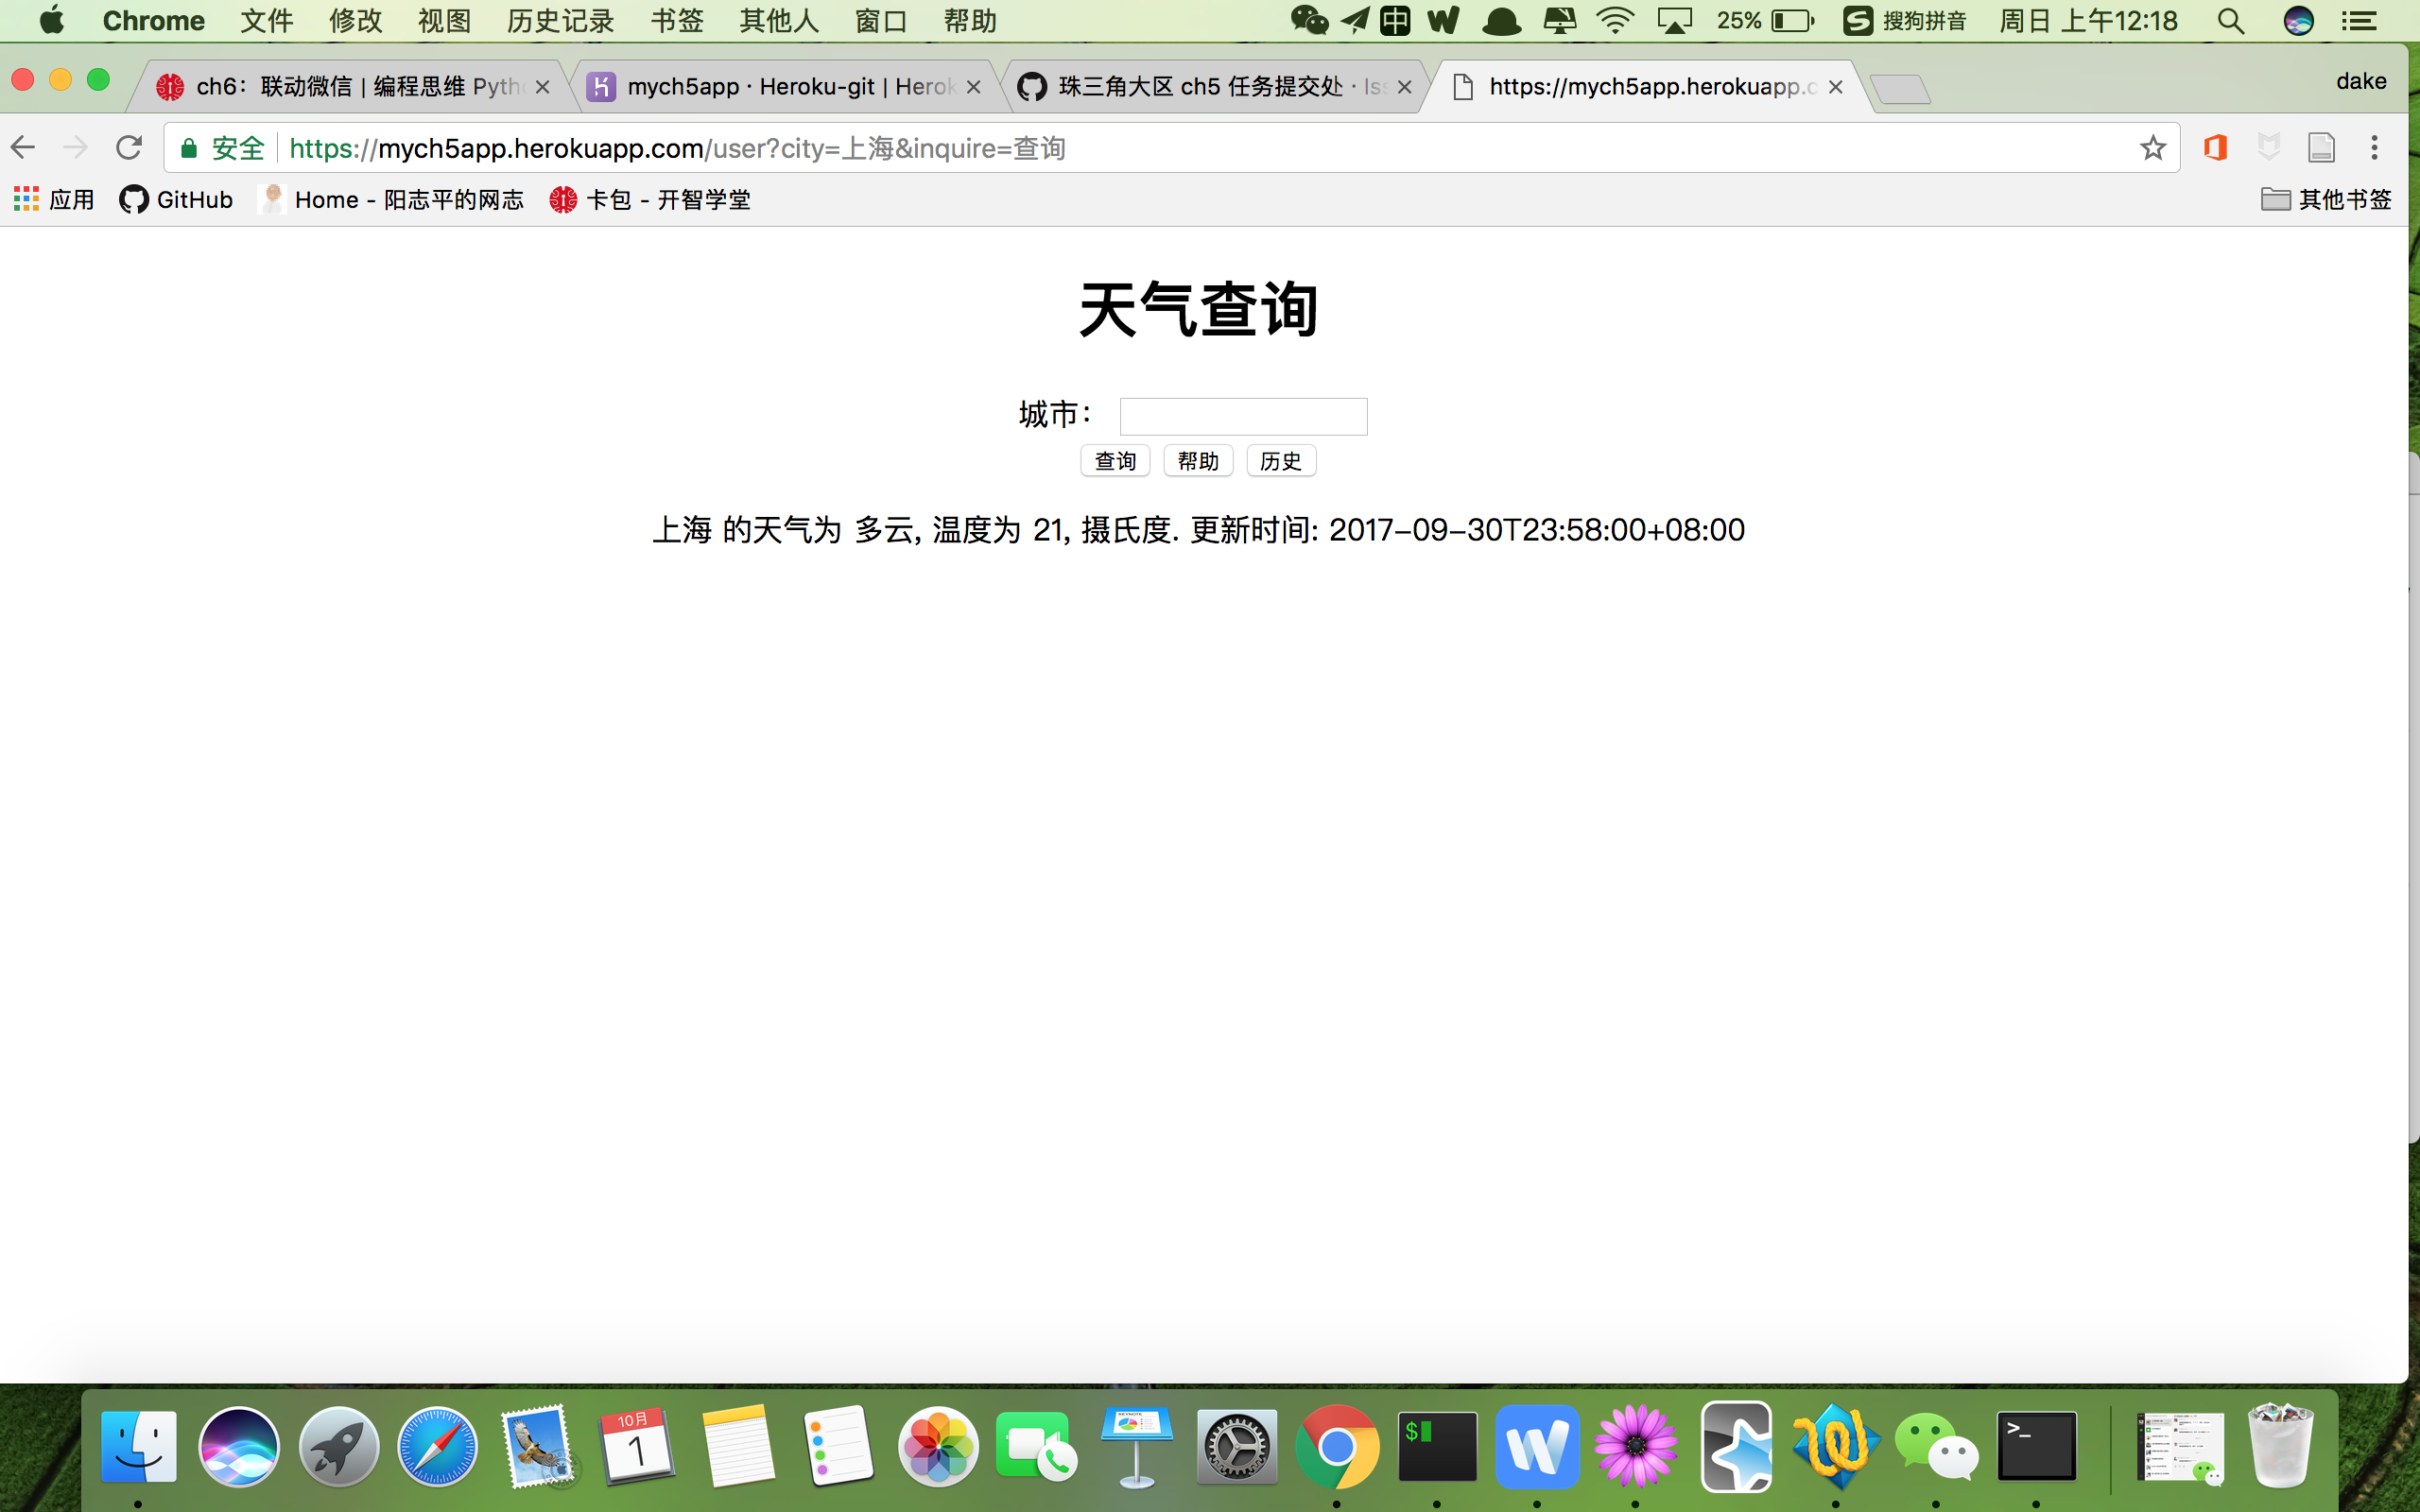 Chrome 文件 修改 视图 历史记录 书签 其他人 窗口 帮助 中 25% 搜狗拼音 周日 上午12:18
ch6：联动微信 | 编程思维 Pyth
mych5app · Heroku-git | Herok
珠三角大区 ch5 任务提交处 · Iss
https://mych5app.herokuapp.c
dake
安全 https://mych5app.herokuapp.com/user?city=上海&inquire=查询
应用 GitHub Home - 阳志平的网志 卡包 - 开智学堂 其他书签
天气查询
城市：
查询 帮助 历史
上海 的天气为 多云, 温度为 21, 摄氏度. 更新时间: 2017-09-30T23:58:00+08:00
10月
1